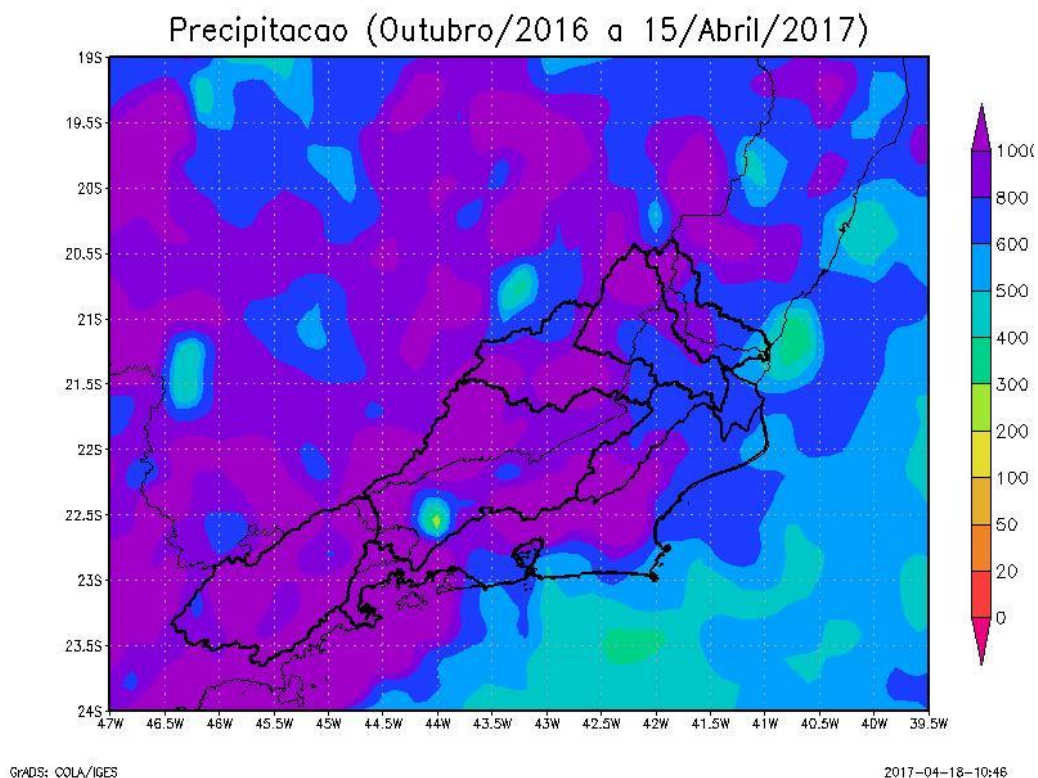 Precipitacao (Outubro/2016 a 15/Abril/2017)
19S
19.5S
20S
20.5S
21S
21.5S
22S
22.5S
23S
23.5S
24S
47W 46.5W 45.5W 45W 44.5W 44W 43.5W 43W 42.5W 42W 41.5W 41W 40.5W 40W 39.5W
100(
800
600
500
400
300
200
100
50
20
0
GrADS: COLA/IGES
2017-04-18-10:46